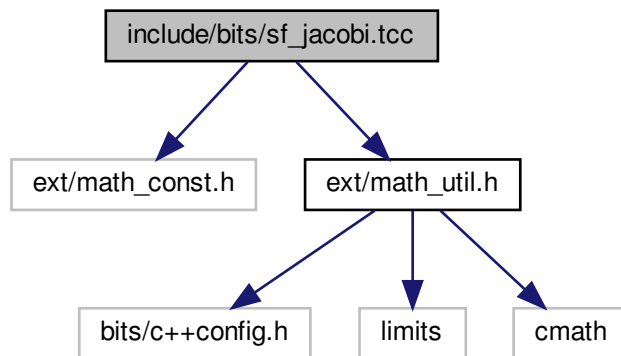 include/bits/sf_jacobi.tcc
ext/math_const.h
ext/math_util.h
bits/c++config.h
limits
cmath